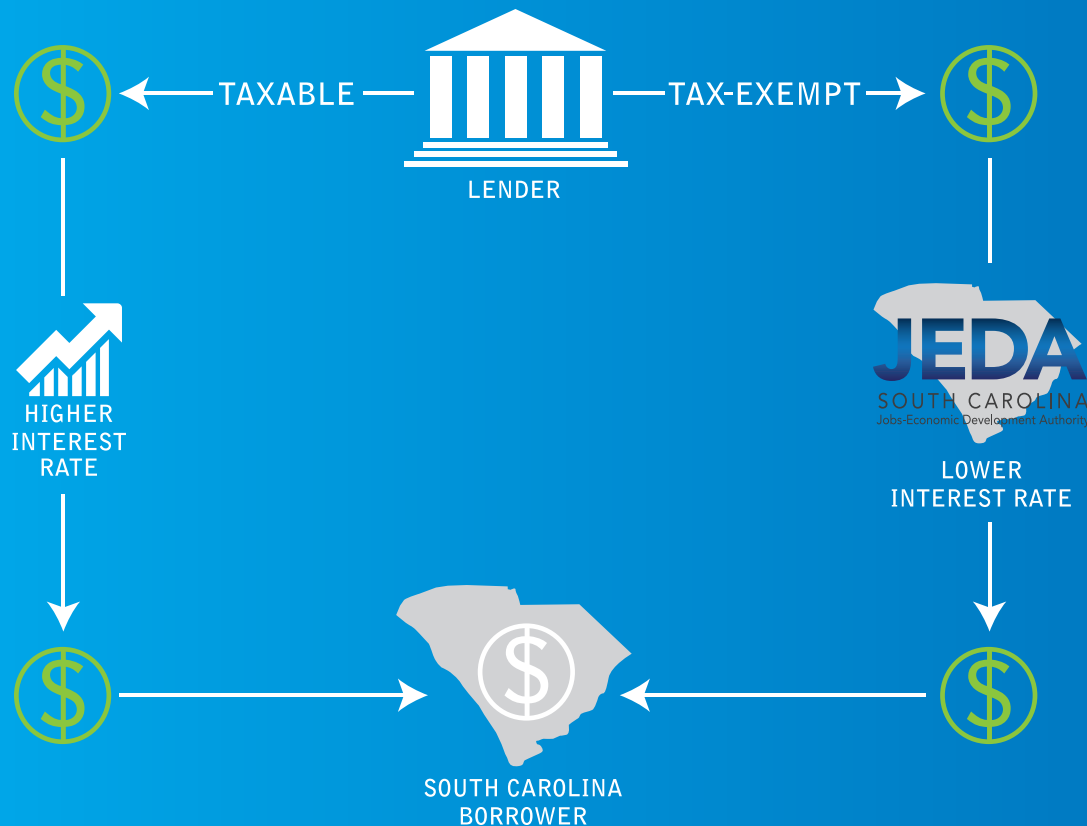 TAXABLE
TAX-EXEMPT
LENDER
HIGHER
INTEREST
RATE
JEDA
SOUTH CAROLINA
Jobs-Economic Development Authority
LOWER
INTEREST RATE
SOUTH CAROLINA
BORROWER